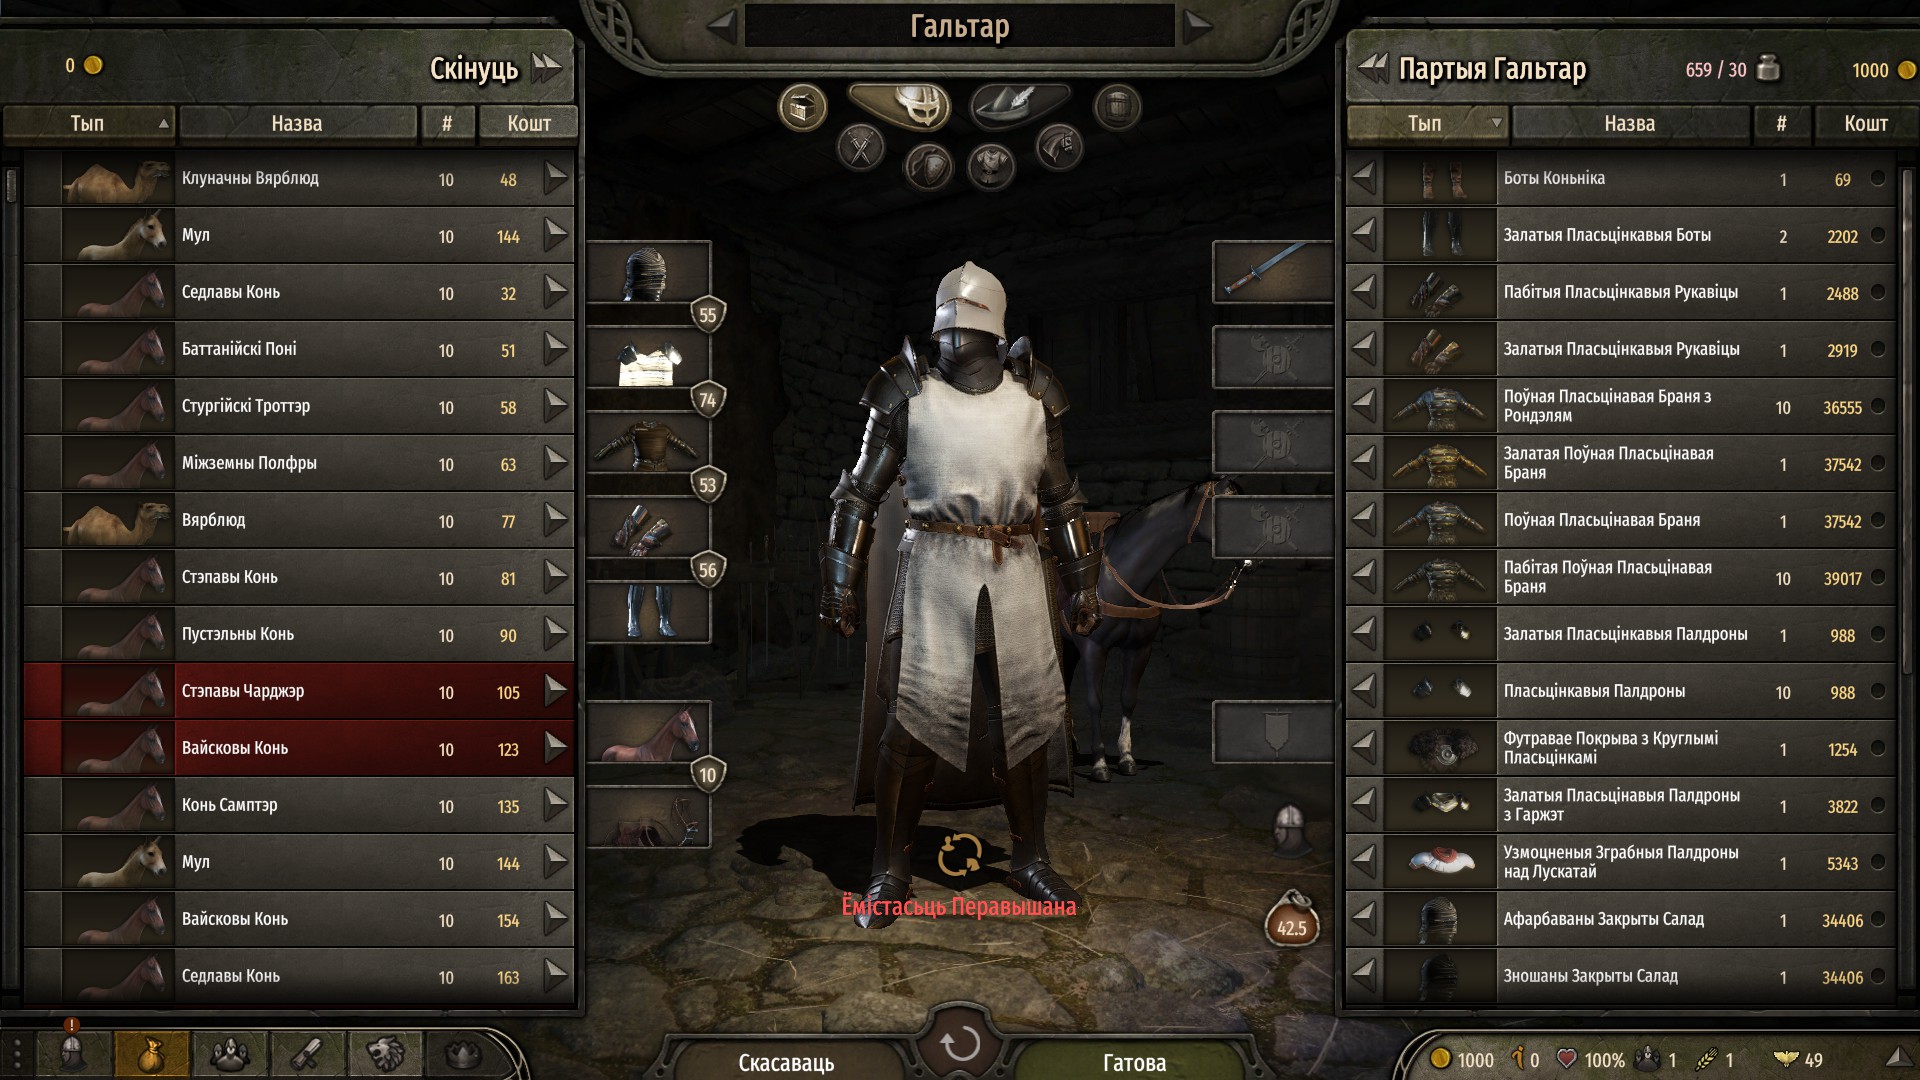 Гальтар
0
Скінуць
Тып
Назва
#
Кошт
Клуначны Вярблюд 10 48
Мул 10 144
Седлавы Конь 10 32
Баттанійскі Поні 10 51
Стургійскі Троттэр 10 58
Міжземны Полфры 10 63
Вярблюд 10 77
Стэпавы Конь 10 81
Пустэльны Конь 10 90
Стэпавы Чарджэр 10 105
Вайсковы Конь 10 123
Конь Самптэр 10 135
Мул 10 144
Вайсковы Конь 10 154
Седлавы Конь 10 163
55
74
53
56
10
Ёмістасьць Перавышана
42.5
Партыя Гальтар
659 / 30
1000
Тып
Назва
#
Кошт
Боты Коньніка 1 69
Залатыя Пласьцінкавыя Боты 2 2202
Пабітыя Пласьцінкавыя Рукавіцы 1 2488
Залатыя Пласьцінкавыя Рукавіцы 1 2919
Поўная Пласьцінавая Браня з
Рондэлям 10 36555
Залатая Поўная Пласьцінавая
Браня 1 37542
Поўная Пласьцінавая Браня 1 37542
Пабітая Поўная Пласьцінавая
Браня 10 39017
Залатыя Пласьцінкавыя Палдроны 1 988
Пласьцінкавыя Палдроны 10 988
Футравае Покрыва з Круглымі
Пласьцінкамі 1 1254
Залатыя Пласьцінавыя Палдроны
з Гаржэт 1 3822
Узмоцненыя Зграбныя Палдроны
над Лускатай 1 5343
Афарбаваны Закрыты Салад 1 34406
Зношаны Закрыты Салад 1 34406
!
Скасаваць
Гатова
1000 0 100% 1 1 49